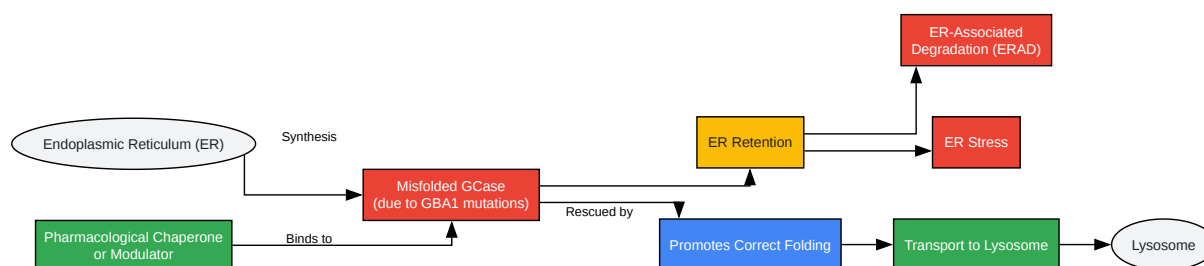 ER-Associated
Degradation (ERAD)
Endoplasmic Reticulum (ER)
Synthesis
ER Retention
ER Stress
Misfolded GCase
(due to GBA1 mutations)
Rescued by
Pharmacological Chaperone
or Modulator
Binds to
Promotes Correct Folding
Transport to Lysosome
Lysosome